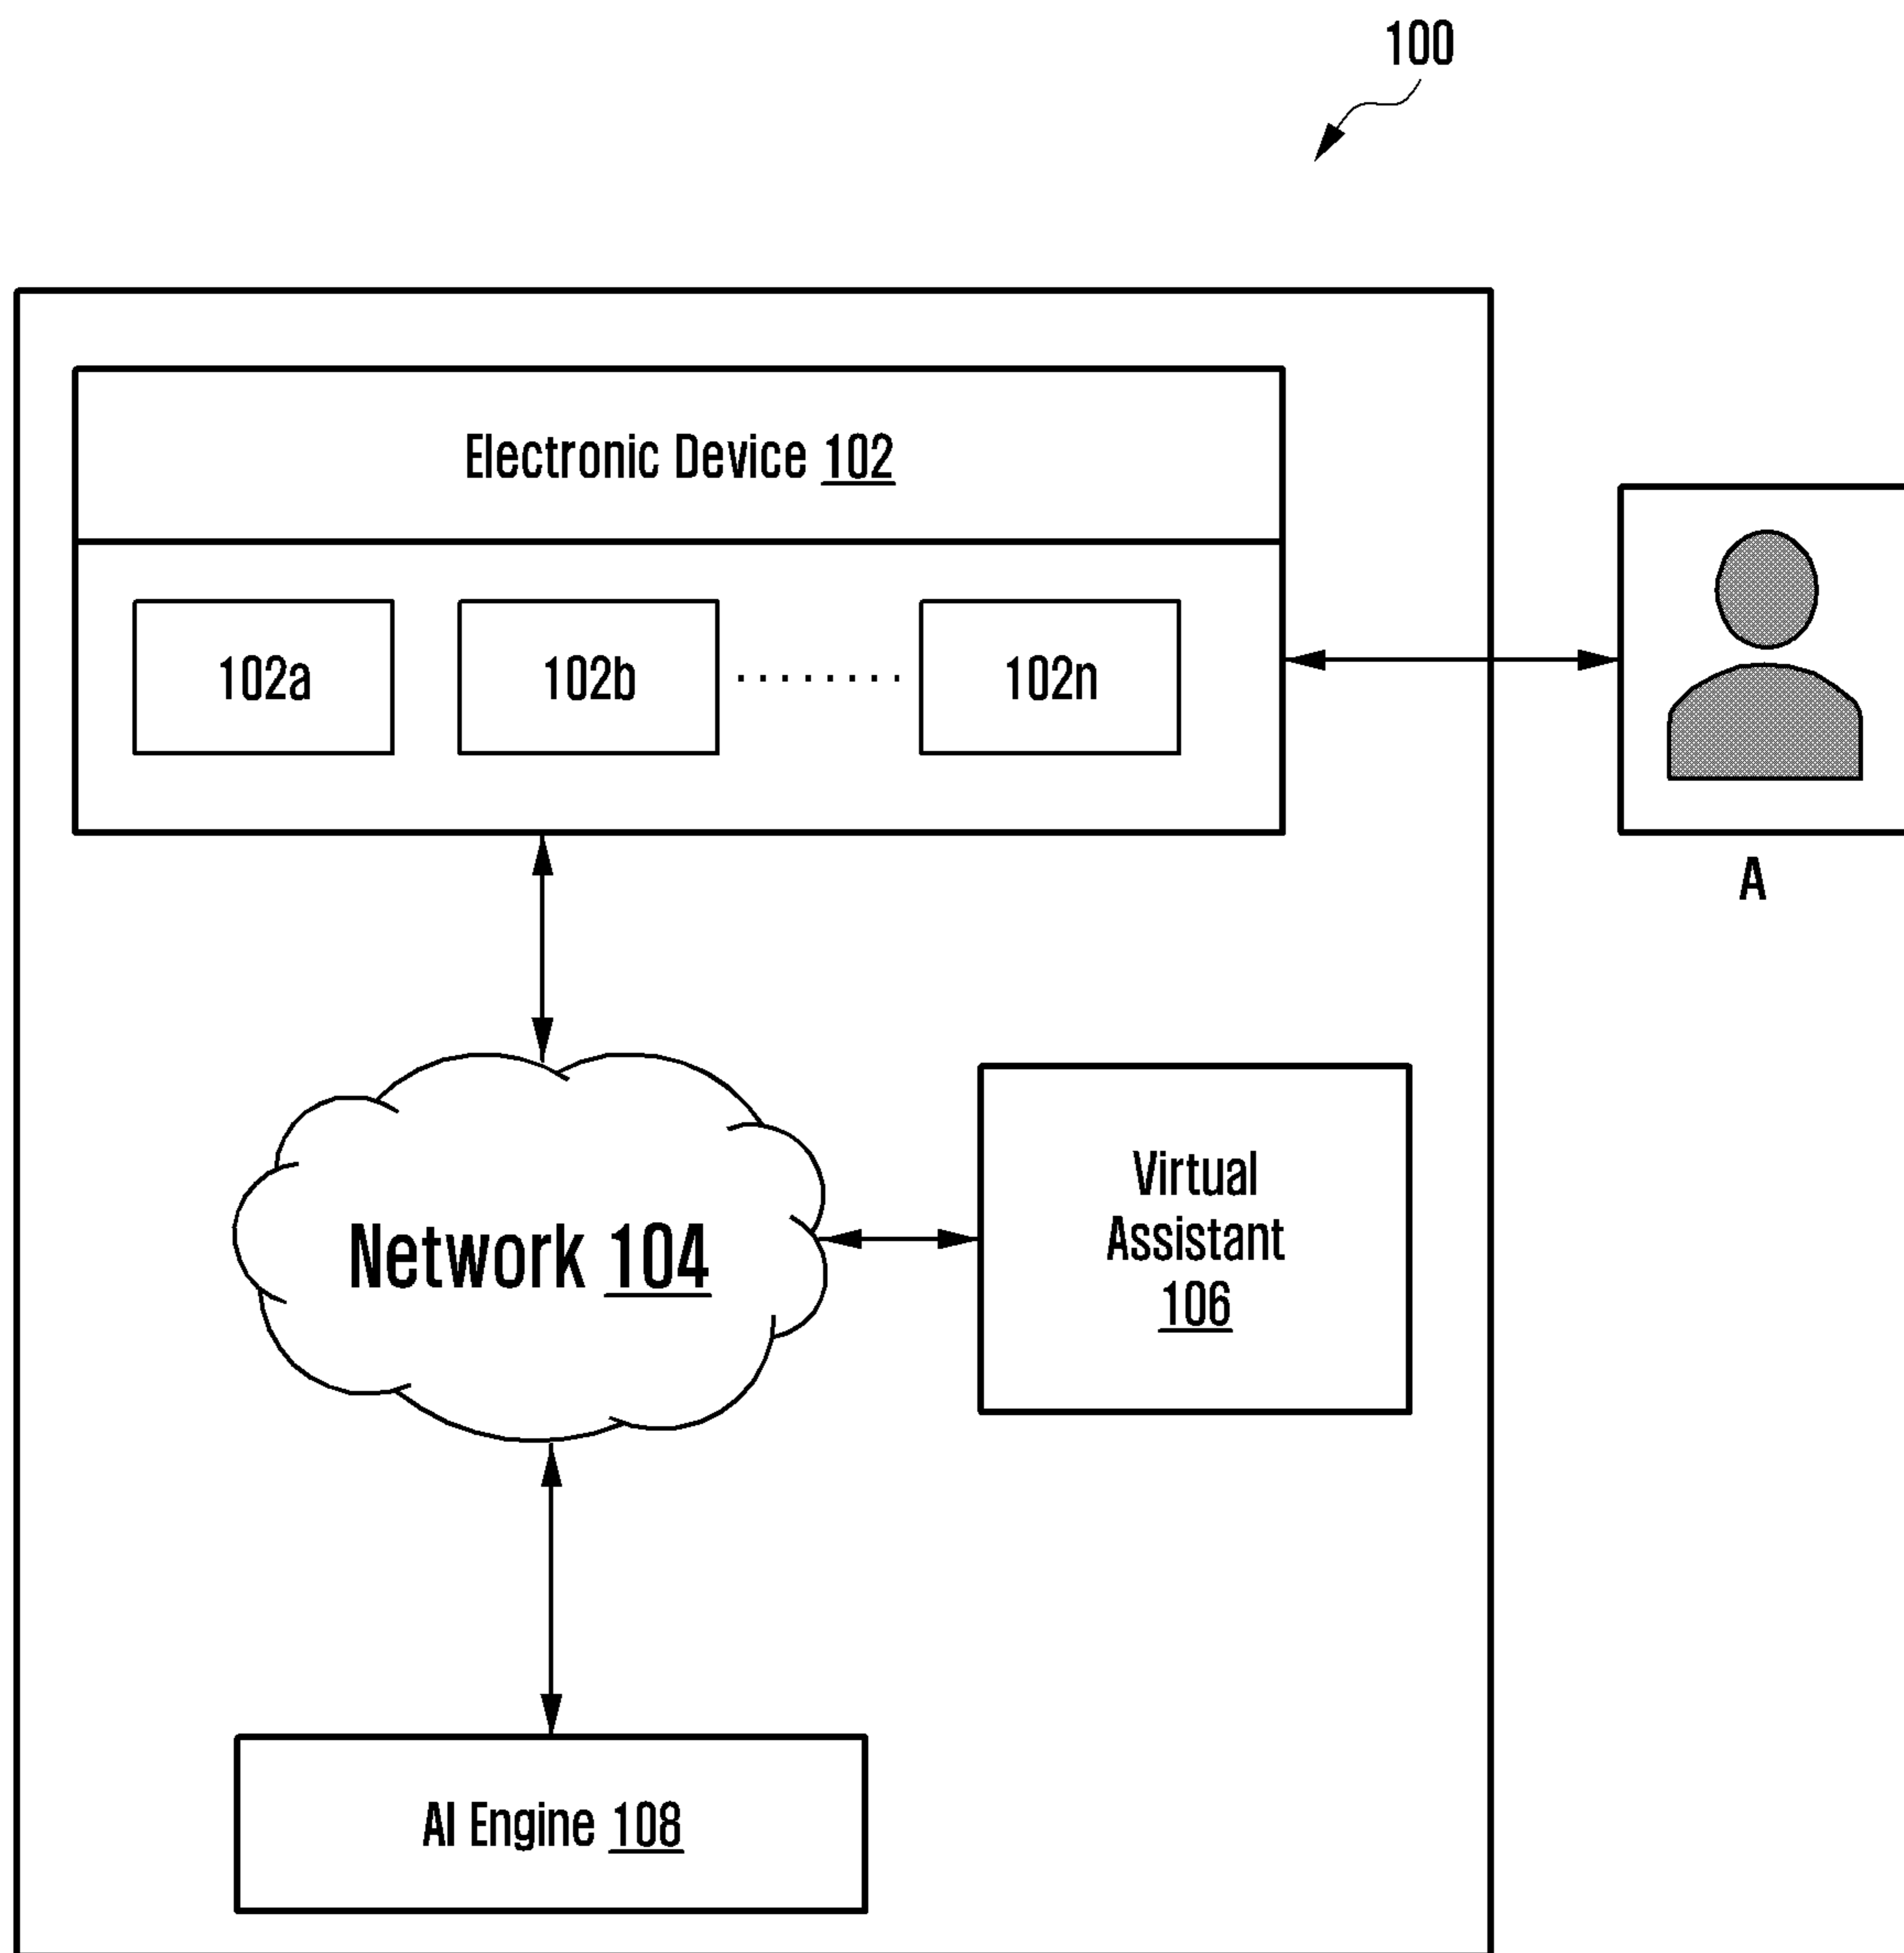 100
Electronic Device 102
102a
102b
........
102n
A
Network 104
Virtual
Assistant
106
AI Engine 108